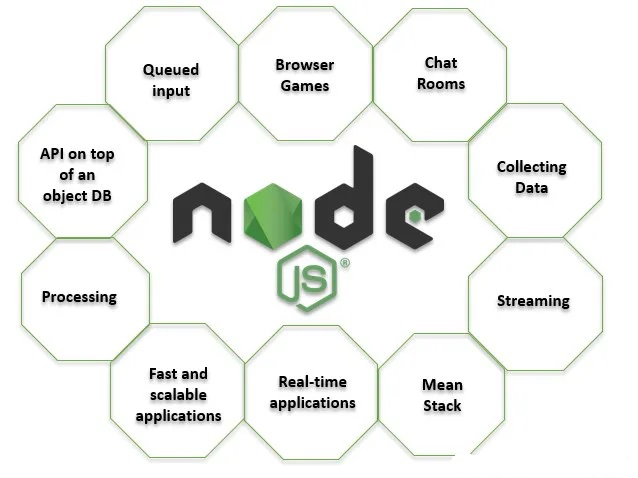 Queued
input
Browser
Games
Chat
Rooms
API on top
of an
object DB
Collecting
Data
node
JS®
Processing
Streaming
Fast and
scalable
applications
Real-time
applications
Mean
Stack